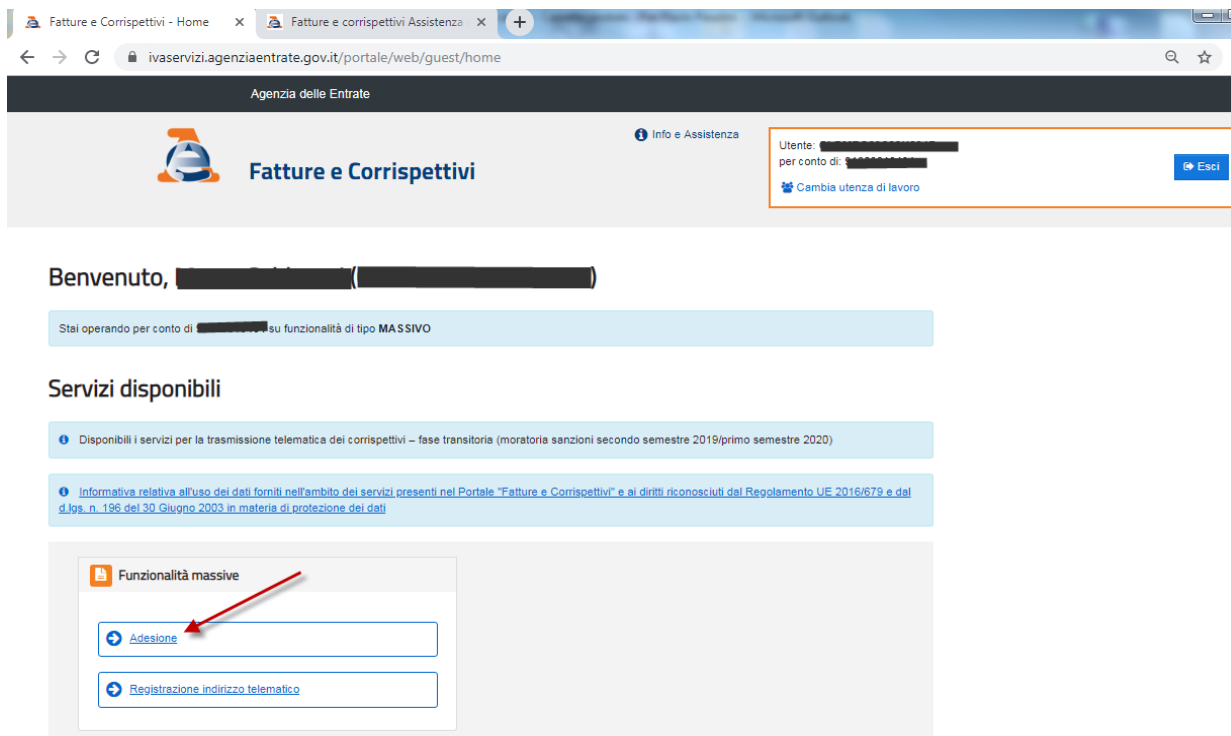 Fatture e Corrispettivi - Home
Fatture e corrispettivi Assistenza
ivaservizi.agenziaentrate.gov.it/portale/web/guest/home
Agenzia delle Entrate
Fatture e Corrispettivi
Info e Assistenza
Utente:
per conto di:
Cambia utenza di lavoro
Esci
Benvenuto, ( )
Stai operando per conto di su funzionalità di tipo MASSIVO
Servizi disponibili
Disponibili i servizi per la trasmissione telematica dei corrispettivi – fase transitoria (moratoria sanzioni secondo semestre 2019/primo semestre 2020)
Informativa relativa all'uso dei dati forniti nell'ambito dei servizi presenti nel Portale "Fatture e Corrispettivi" e ai diritti riconosciuti dal Regolamento UE 2016/679 e dal
d.lgs. n. 196 del 30 Giugno 2003 in materia di protezione dei dati
Funzionalità massive
Adesione
Registrazione indirizzo telematico